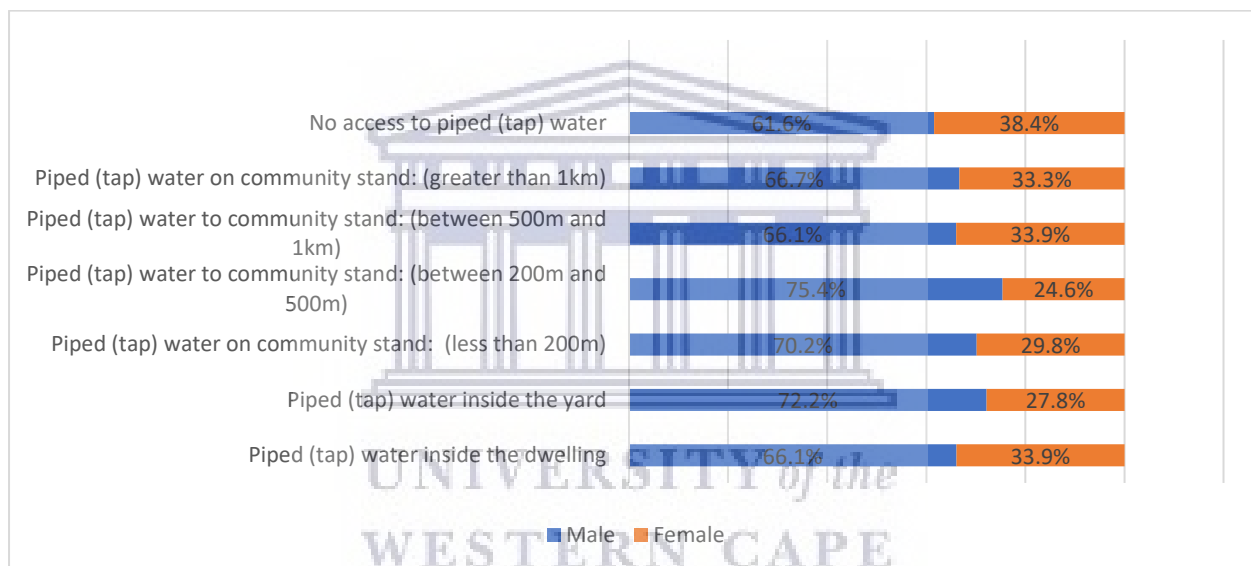 No access to piped (tap) water
61.6%
38.4%
Piped (tap) water on community stand: (greater than 1km)
66.7%
33.3%
Piped (tap) water to community stand: (between 500m and
1km)
66.1%
33.9%
Piped (tap) water to community stand: (between 200m and
500m)
75.4%
24.6%
Piped (tap) water on community stand:  (less than 200m)
70.2%
29.8%
Piped (tap) water inside the yard
72.2%
27.8%
Piped (tap) water inside the dwelling
66.1%
33.9%
UNIVERSITY of the
Male Female
WESTERN CAPE